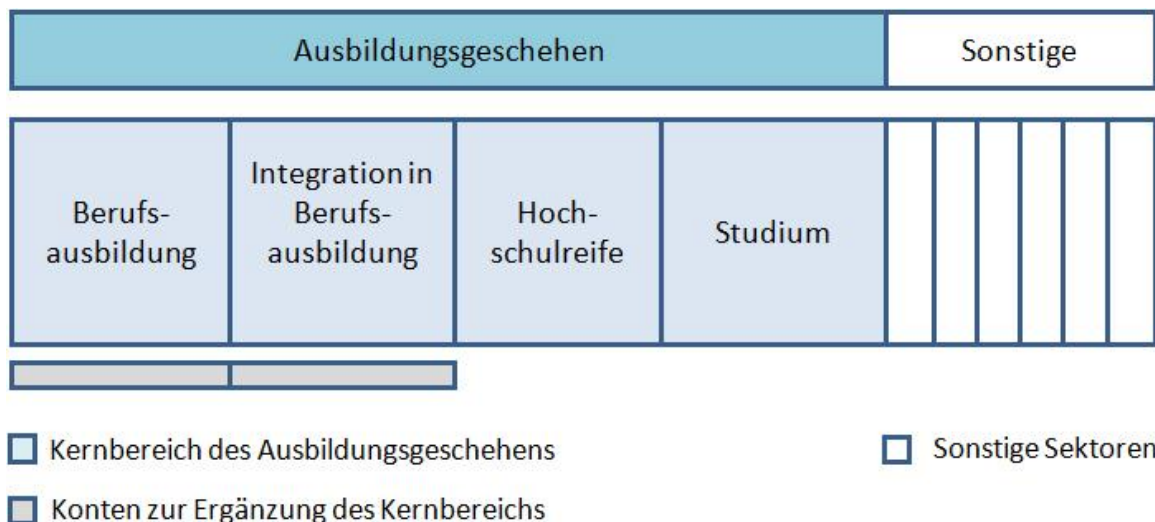 Ausbildungsgeschehen
Sonstige
Berufs-
ausbildung
Integration in
Berufs-
ausbildung
Hoch-
schulreife
Studium
Kernbereich des Ausbildungsgeschehens
Sonstige Sektoren
Konten zur Ergänzung des Kernbereichs